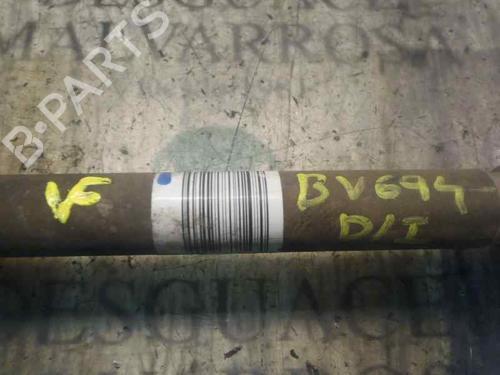 DESGUACE
MALVARROSA
B-PARTS
VF
BV694
D/I
DESGUACE